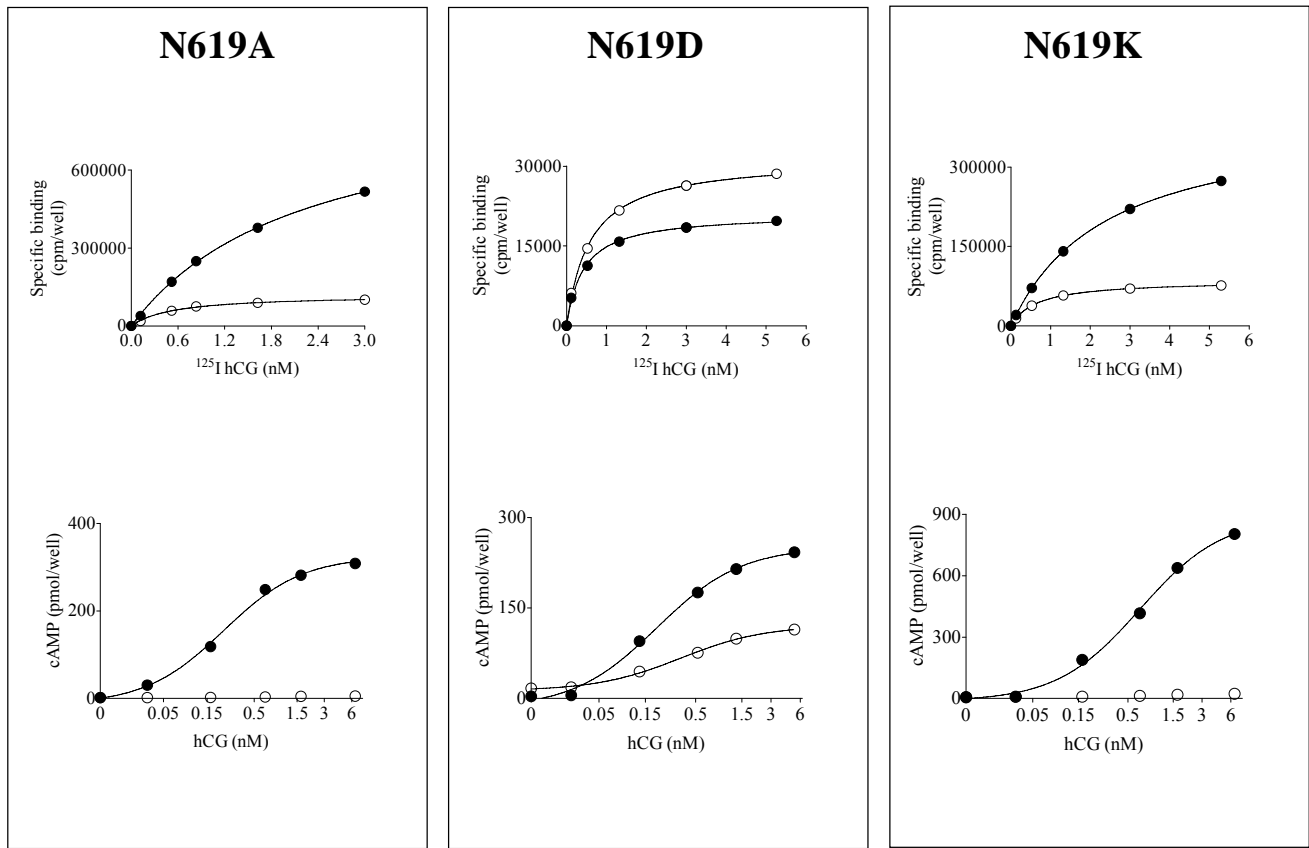 N619A
600000
300000
0
Specific binding
(cpm/well)
0.0 0.6 1.2 1.8 2.4 3.0
¹²⁵I hCG (nM)
400
200
0
cAMP (pmol/well)
0 0.05 0.15 0.5 1.5 3 6
hCG (nM)
N619D
30000
15000
0
Specific binding
(cpm/well)
0 1 2 3 4 5 6
¹²⁵I hCG (nM)
300
150
0
cAMP (pmol/well)
0 0.05 0.15 0.5 1.5 3 6
hCG (nM)
N619K
300000
150000
0
Specific binding
(cpm/well)
0 1 2 3 4 5 6
¹²⁵I hCG (nM)
900
600
300
0
cAMP (pmol/well)
0 0.05 0.15 0.5 1.5 3 6
hCG (nM)